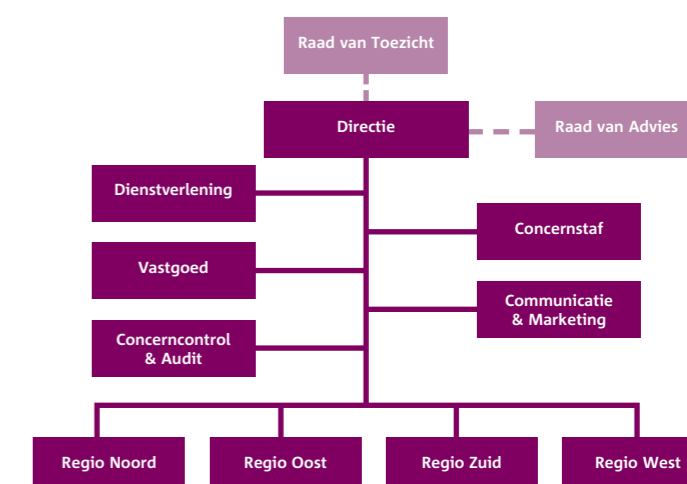 Raad van Toezicht
Directie
Raad van Advies
Dienstverlening
Concernstaf
Vastgoed
Communicatie
& Marketing
Concerncontrol
& Audit
Regio Noord
Regio Oost
Regio Zuid
Regio West